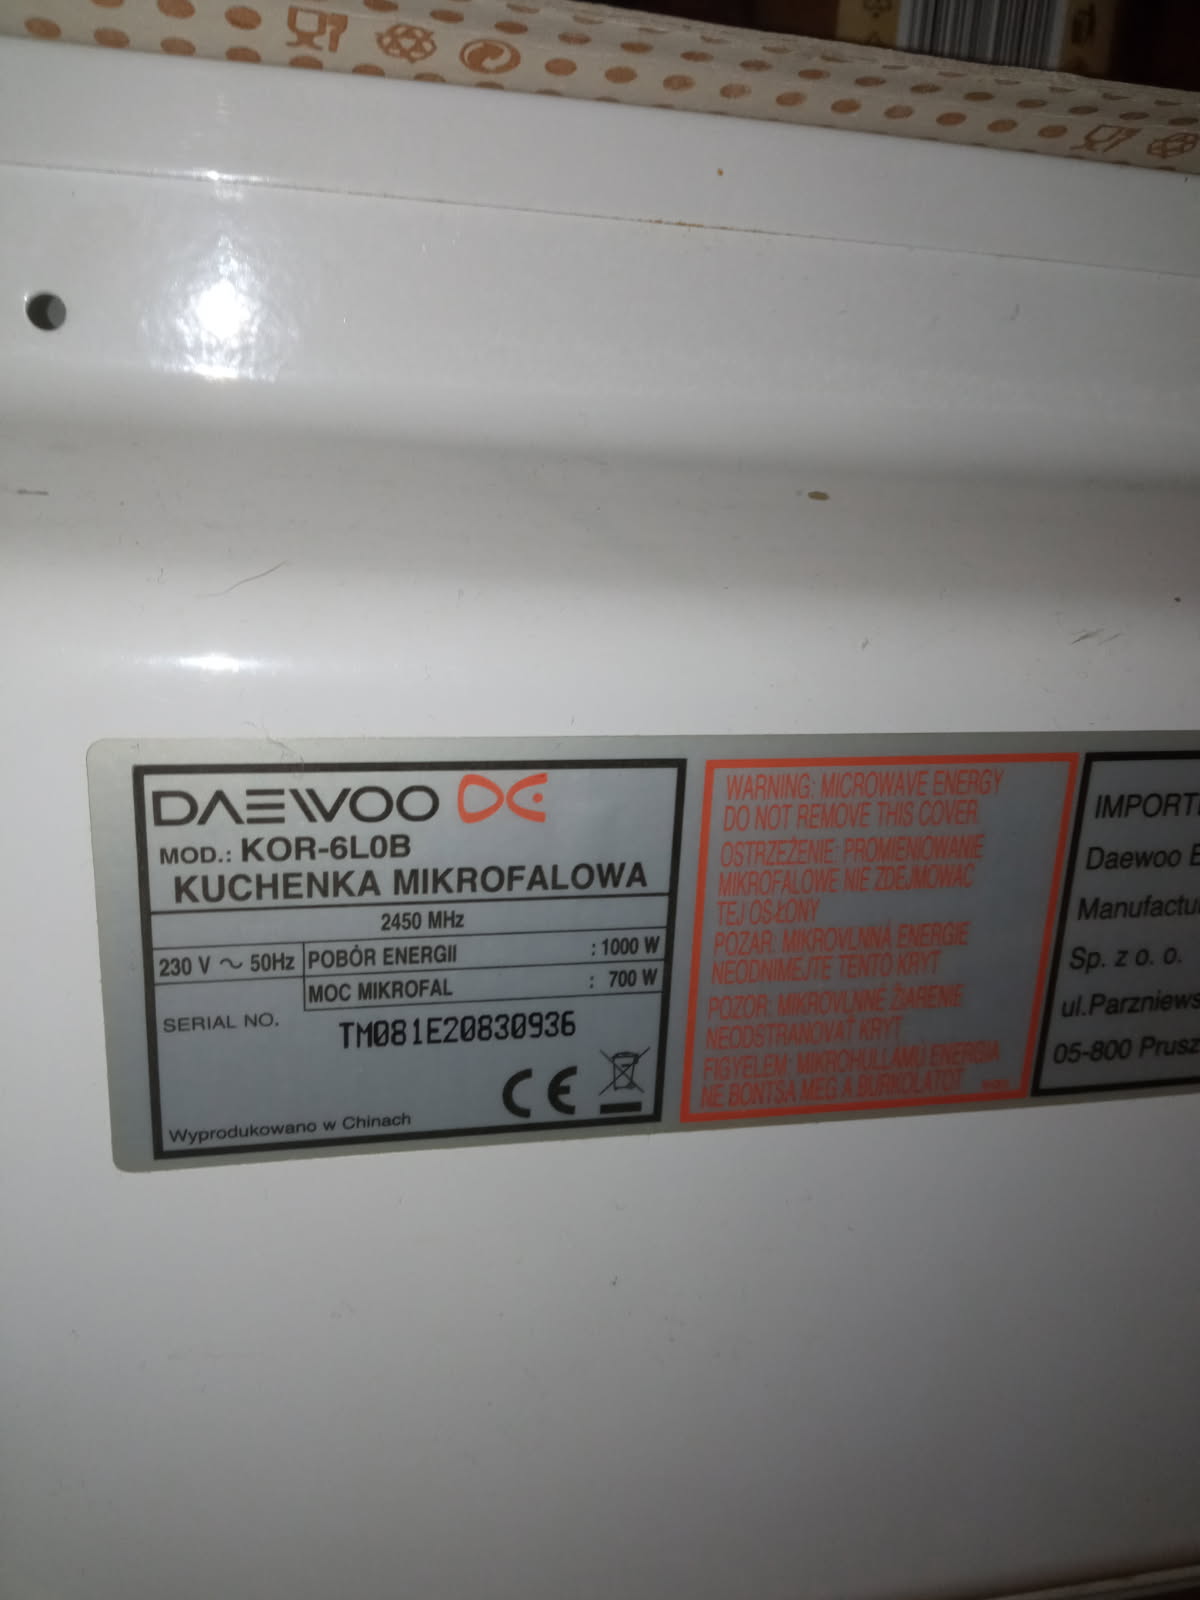 DAEWOO
MOD.: KOR-6L0B
KUCHENKA MIKROFALOWA
2450 MHz
230 V ~ 50Hz
POBÓR ENERGII : 1000 W
MOC MIKROFAL : 700 W
SERIAL NO. TM081E20830936
CE
Wyprodukowano w Chinach
WARNING: MICROWAVE ENERGY
DO NOT REMOVE THIS COVER.
OSTRZEŻENIE: PROMIENIOWANIE
MIKROFALOWE NIE ZDEJMOWAĆ
TEJ OSŁONY
POZAR: MIKROVLNNÁ ENERGIE
NEODNIMEJTE TENTO KRYT
POZOR: MIKROVLNNÉ ŽIARENIE
NEODSTRANOVAT KRYT
FIGYELEM: MIKROHULLÁMÚ ENERGIA
NE BONTSA MEG A BURKOLATOT
IMPORT
Daewoo E
Manufactu
Sp. z o. o.
ul.Parzniews
05-800 Prusz